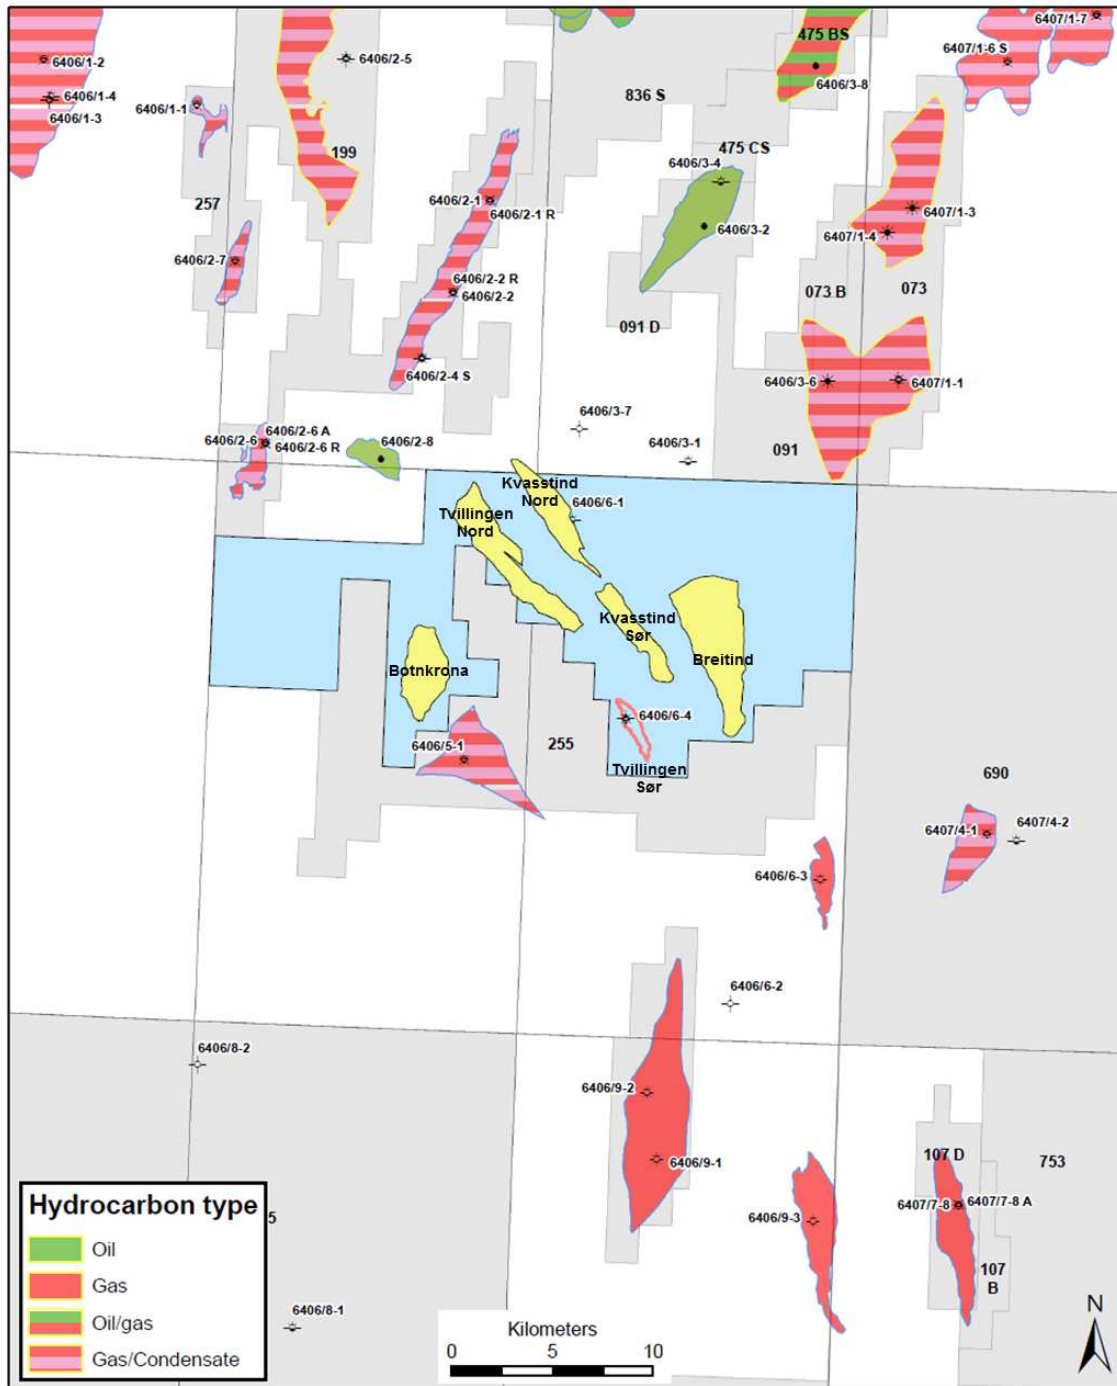 6407/1-7
475 BS
6406/1-2
6406/2-5
6407/1-6 S
6406/3-8
6406/1-4
836 S
6406/1-1
6406/1-3
475 CS
199
6406/3-4
257
6406/2-1
6406/2-1 R
6407/1-3
6406/3-2
6407/1-4
6406/2-7
6406/2-2 R
6406/2-2
073 B
073
091 D
6406/2-4 S
6406/3-6
6407/1-1
6406/3-7
6406/2-6 A
6406/2-6
6406/2-6 R
6406/2-8
6406/3-1
091
Kvasstind
Nord
6406/6-1
Tvillingen
Nord
Kvasstind
Sør
Breitind
Botnkrona
6406/6-4
6406/5-1
255
Tvillingen
Sør
690
6407/4-1
6407/4-2
6406/6-3
6406/6-2
6406/8-2
6406/9-2
6406/9-1
107 D
753
6407/7-8
6407/7-8 A
6406/9-3
107
B
5
6406/8-1
Hydrocarbon type
Oil
Gas
Oil/gas
Gas/Condensate
Kilometers
0 5 10
N